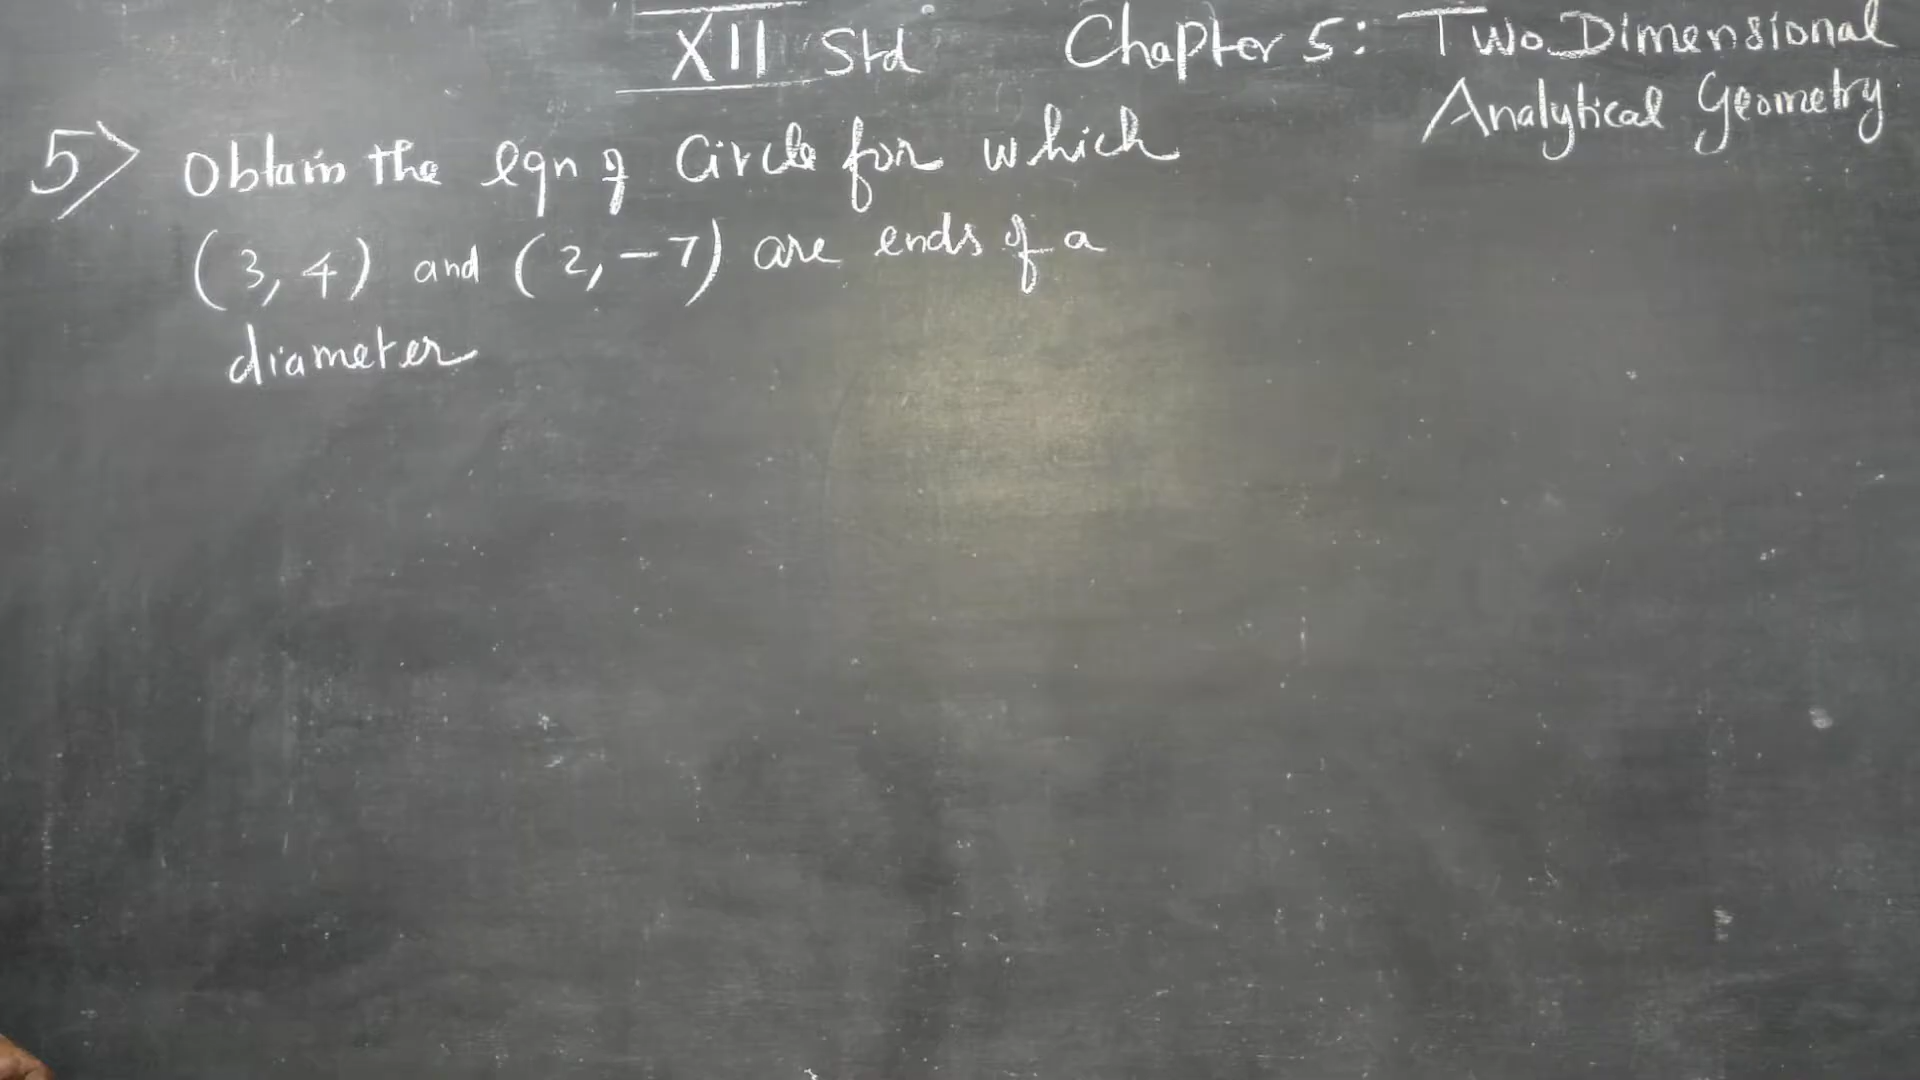 XII Std Chapter 5: Two Dimensional
Analytical Geometry
5> Obtain the eqn of Circle for which
(3, 4) and (2, -7) are ends of a
diameter